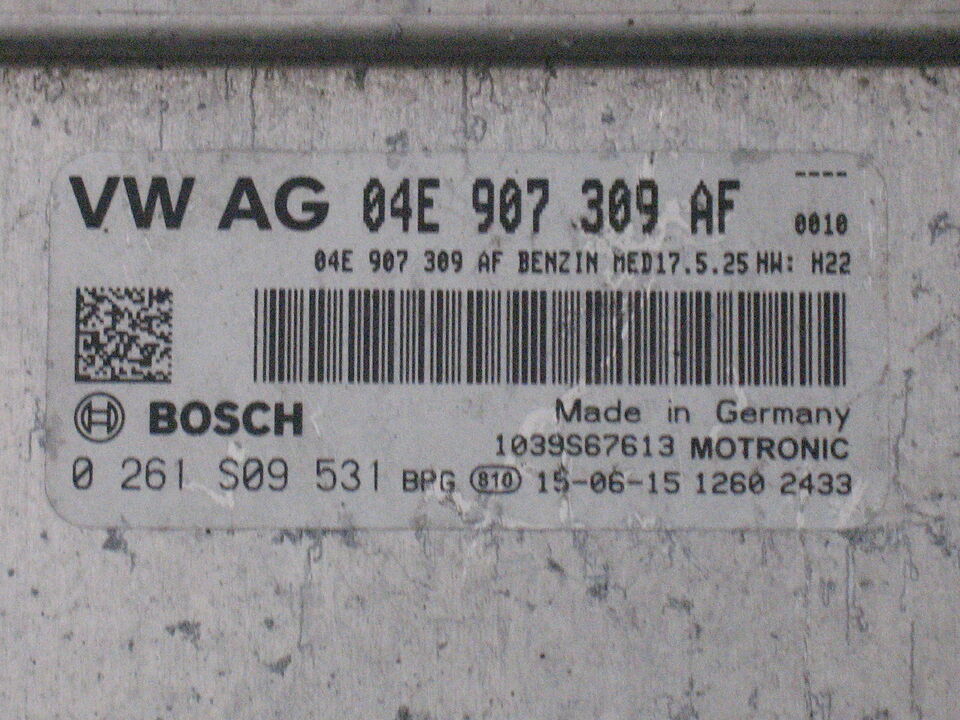 VW AG 04E 907 309 AF ----
0010
04E 907 309 AF BENZIN MED17.5.25 HW: H22
BOSCH
Made in Germany
1039S67613 MOTRONIC
0 261 S09 531 BPG 810 15-06-15 1260 2433